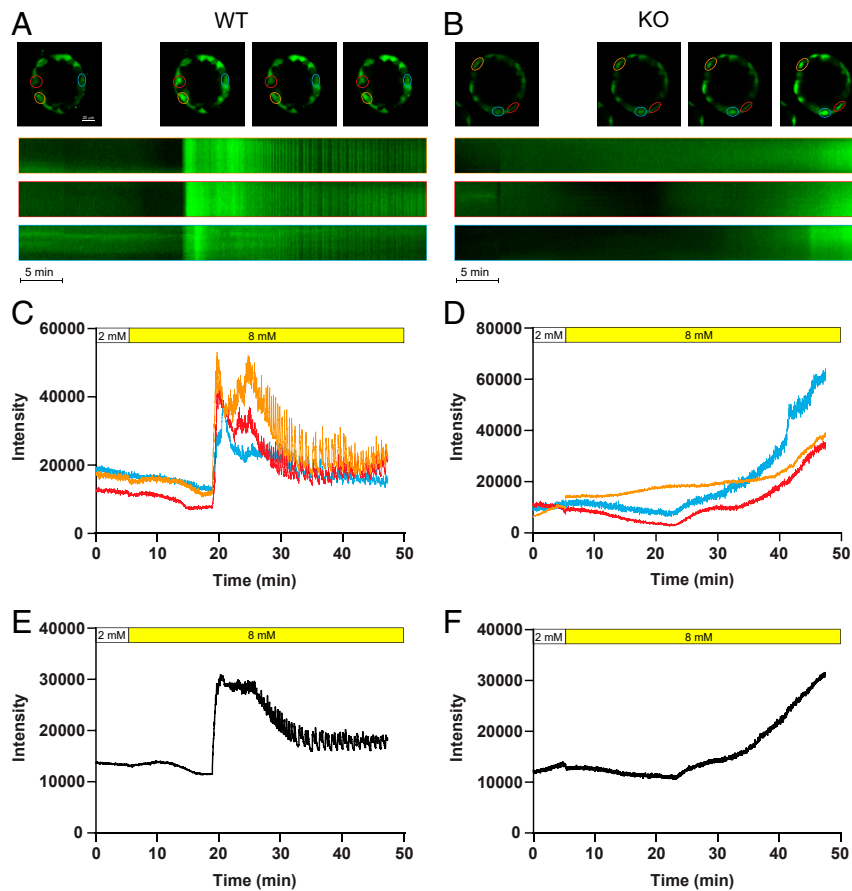 A WT B KO
20 μm
5 min 5 min
C D
2 mM 8 mM 2 mM 8 mM
60000 80000
40000 60000
20000 40000
0 20000
0
Intensity Intensity
0 10 20 30 40 50 0 10 20 30 40 50
Time (min) Time (min)
E F
2 mM 8 mM 2 mM 8 mM
40000 40000
30000 30000
20000 20000
10000 10000
0 0
Intensity Intensity
0 10 20 30 40 50 0 10 20 30 40 50
Time (min) Time (min)